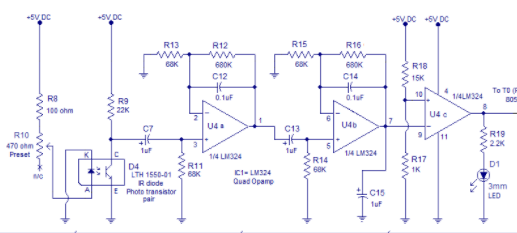 +5V DC
+5V DC
+5V DC
+5V DC
R13
68K
R12
680K
R15
68K
R16
680K
R18
15K
C12
0.1uF
C14
0.1uF
4
1/4LM324
To T0 (P
805
R8
100 ohm
R9
22K
2
U4 a
1
6
U4b
7
10
U4 c
8
9
11
R10
470 ohm
Preset
n/c
C7
1uF
3
1/4 LM324
C13
1uF
5
1/4 LM324
R19
2.2K
K
C
A
E
D4
LTH 1550-01
IR diode
Photo transistor
pair
R11
68K
IC1= LM324
Quad Opamp
R14
68K
R17
1K
D1
3mm
LED
C15
1uF